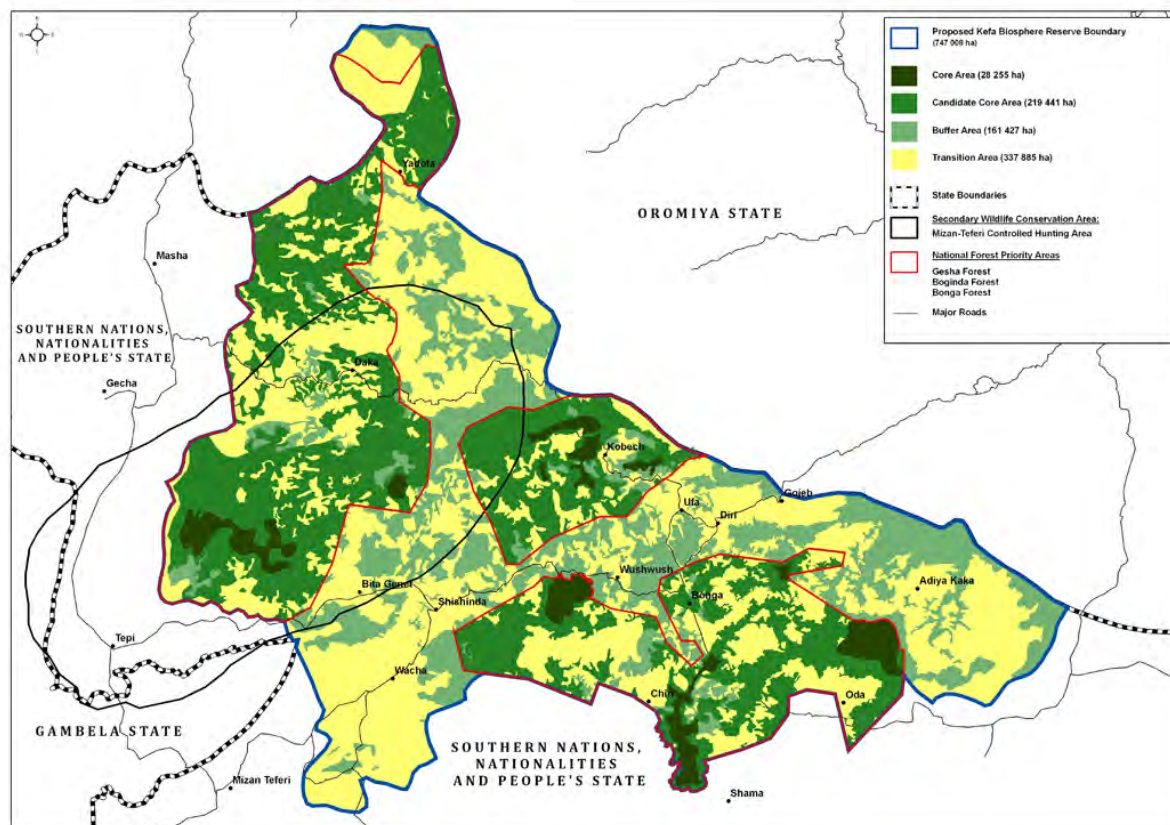 Proposed Kefa Biosphere Reserve Boundary
(747 008 ha)
Core Area (28 255 ha)
Candidate Core Area (219 441 ha)
Buffer Area (161 427 ha)
Transition Area (337 885 ha)
State Boundaries
Secondary Wildlife Conservation Area:
Mizan-Teferi Controlled Hunting Area
National Forest Priority Areas
Gesha Forest
Boginda Forest
Bonga Forest
Major Roads
OROMIYA STATE
Masha
SOUTHERN NATIONS,
NATIONALITIES
AND PEOPLE'S STATE
Daka
Gecha
Kobech
Gojeb
Ufa
Diri
Wushwush
Adiya Kaka
Bita Genet
Bonga
Shishinda
Tepi
Wacha
Chiri
Oda
GAMBELA STATE
SOUTHERN NATIONS,
NATIONALITIES
AND PEOPLE'S STATE
Mizan Teferi
Shama